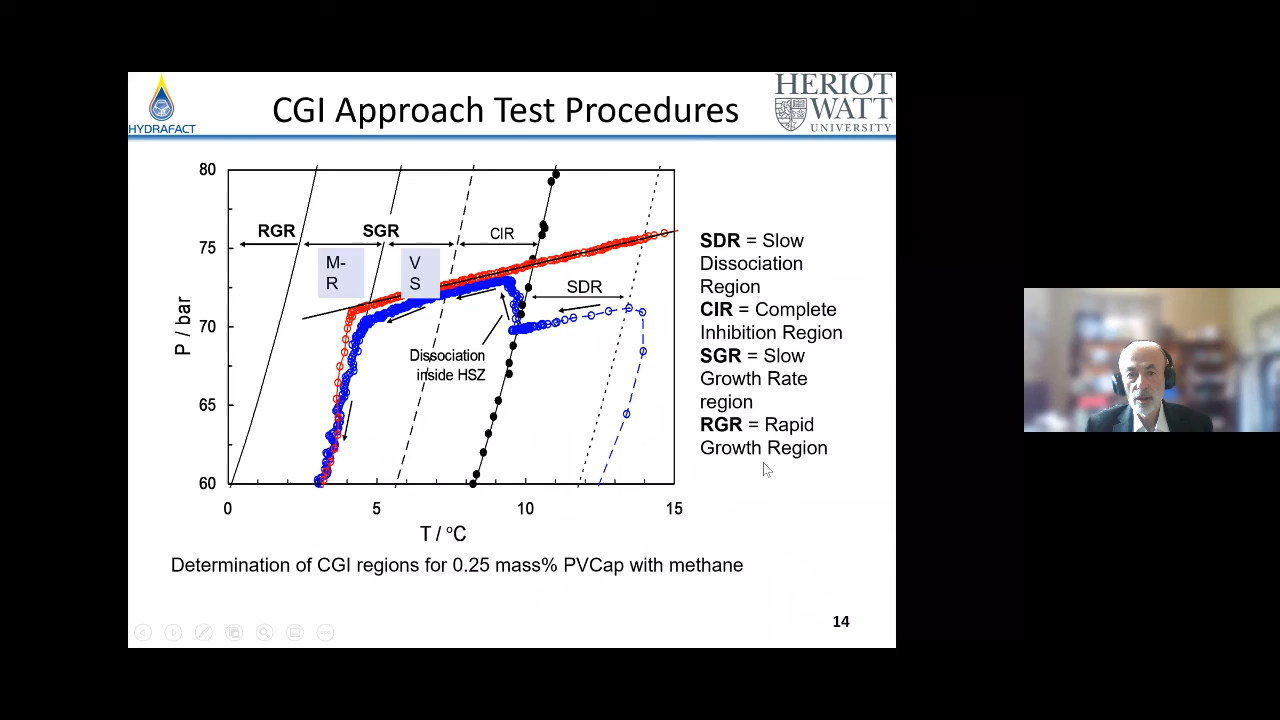 HYDRAFACT
CGI Approach Test Procedures
HERIOT
WATT
UNIVERSITY
80
75
70
65
60
P / bar
RGR
SGR
CIR
M-
R
V
S
SDR
Dissociation
inside HSZ
0
5
10
15
T / ºC
SDR = Slow
Dissociation
Region
CIR = Complete
Inhibition Region
SGR = Slow
Growth Rate
region
RGR = Rapid
Growth Region
Determination of CGI regions for 0.25 mass% PVCap with methane
14